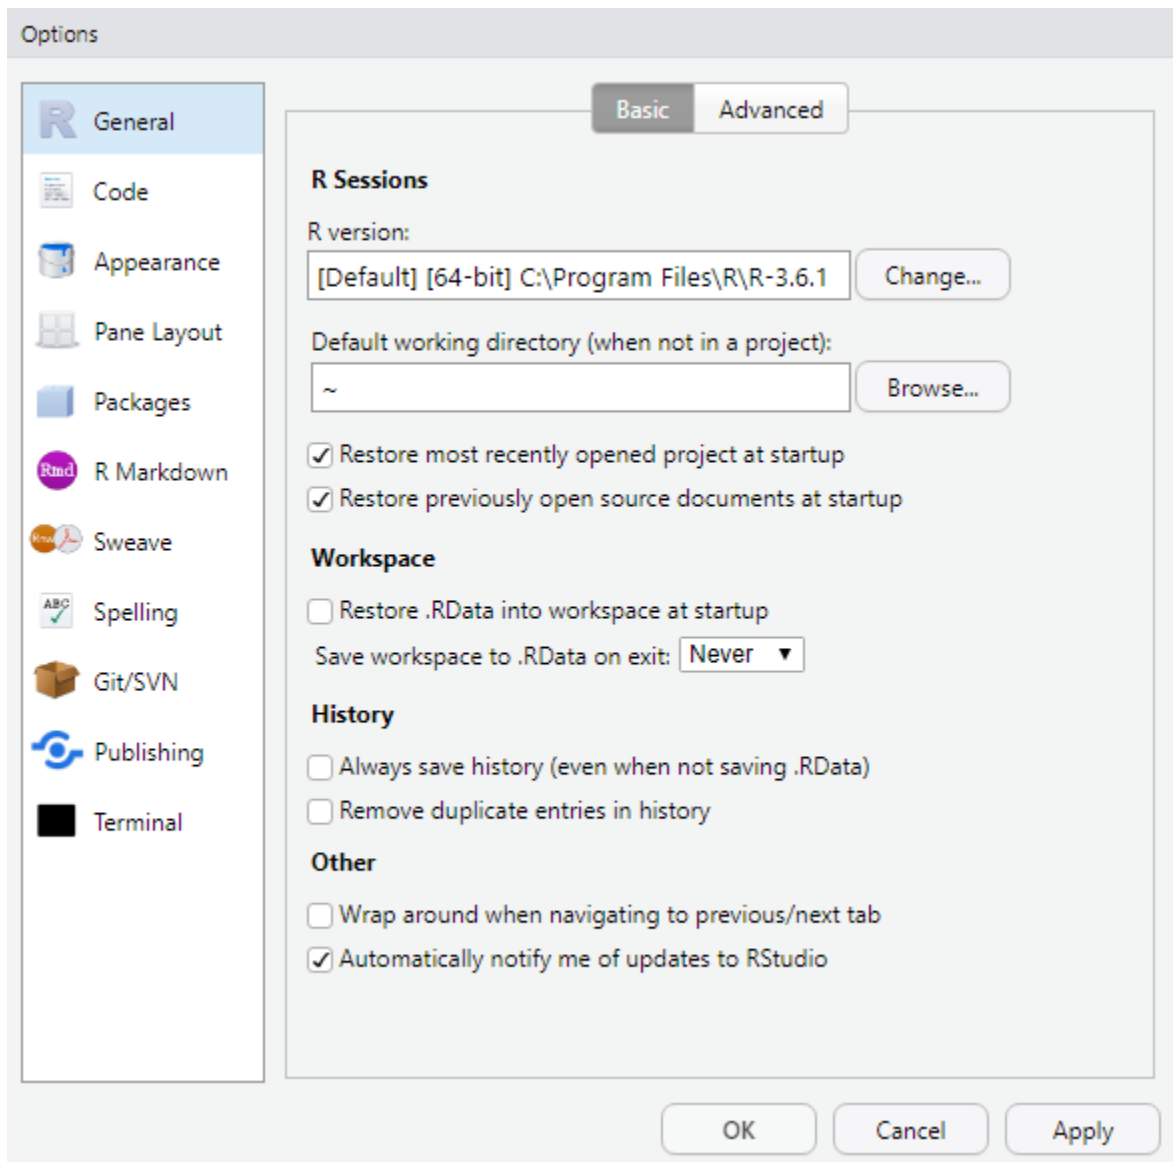 Options
General
Code
Appearance
Pane Layout
Packages
Rmd R Markdown
Sweave
ABC Spelling
Git/SVN
Publishing
Terminal
Basic Advanced
R Sessions
R version:
[Default] [64-bit] C:\Program Files\R\R-3.6.1 Change...
Default working directory (when not in a project):
~ Browse...
Restore most recently opened project at startup
Restore previously open source documents at startup
Workspace
Restore .RData into workspace at startup
Save workspace to .RData on exit: Never
History
Always save history (even when not saving .RData)
Remove duplicate entries in history
Other
Wrap around when navigating to previous/next tab
Automatically notify me of updates to RStudio
OK Cancel Apply